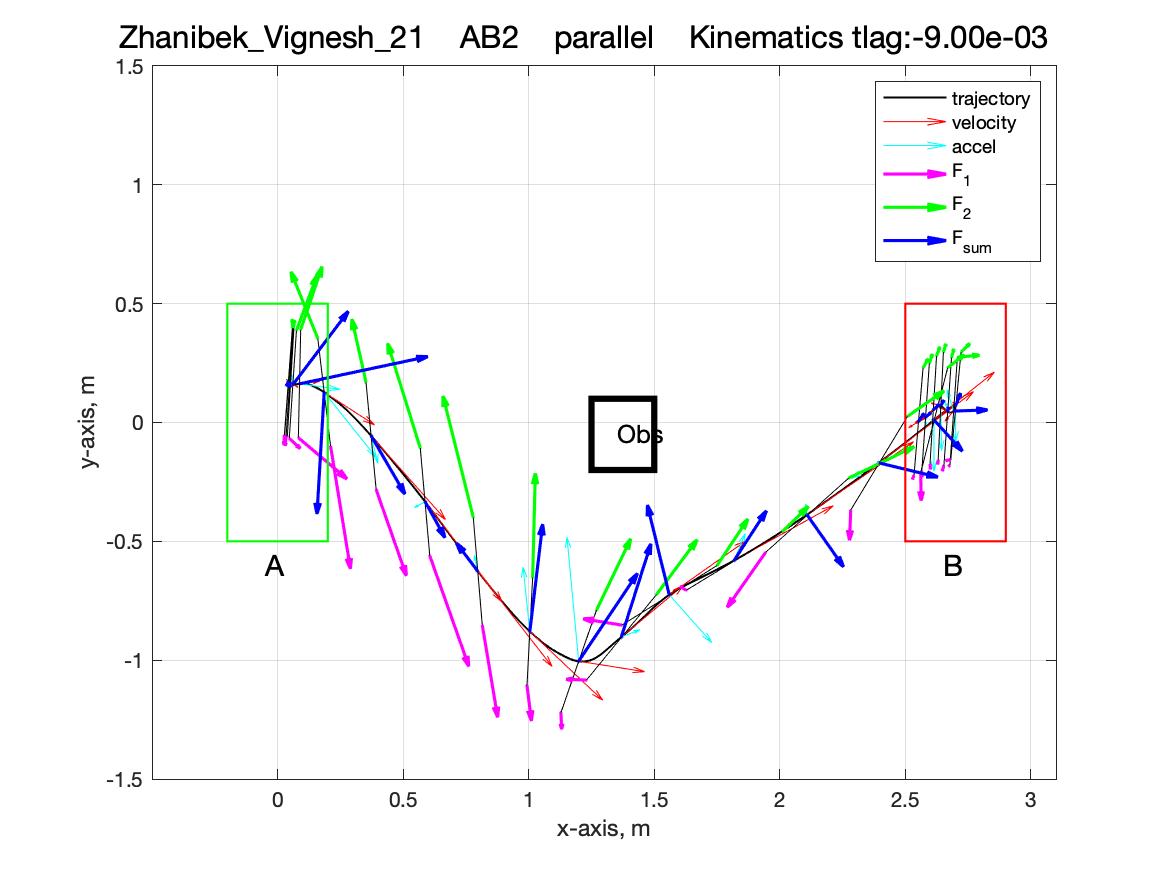 Zhanibek_Vignesh_21 AB2 parallel Kinematics tlag:-9.00e-03
1.5
1
0.5
0
-0.5
-1
-1.5
y-axis, m
trajectory
velocity
accel
F1
F2
Fsum
Obs
A
B
0
0.5
1
1.5
2
2.5
3
x-axis, m